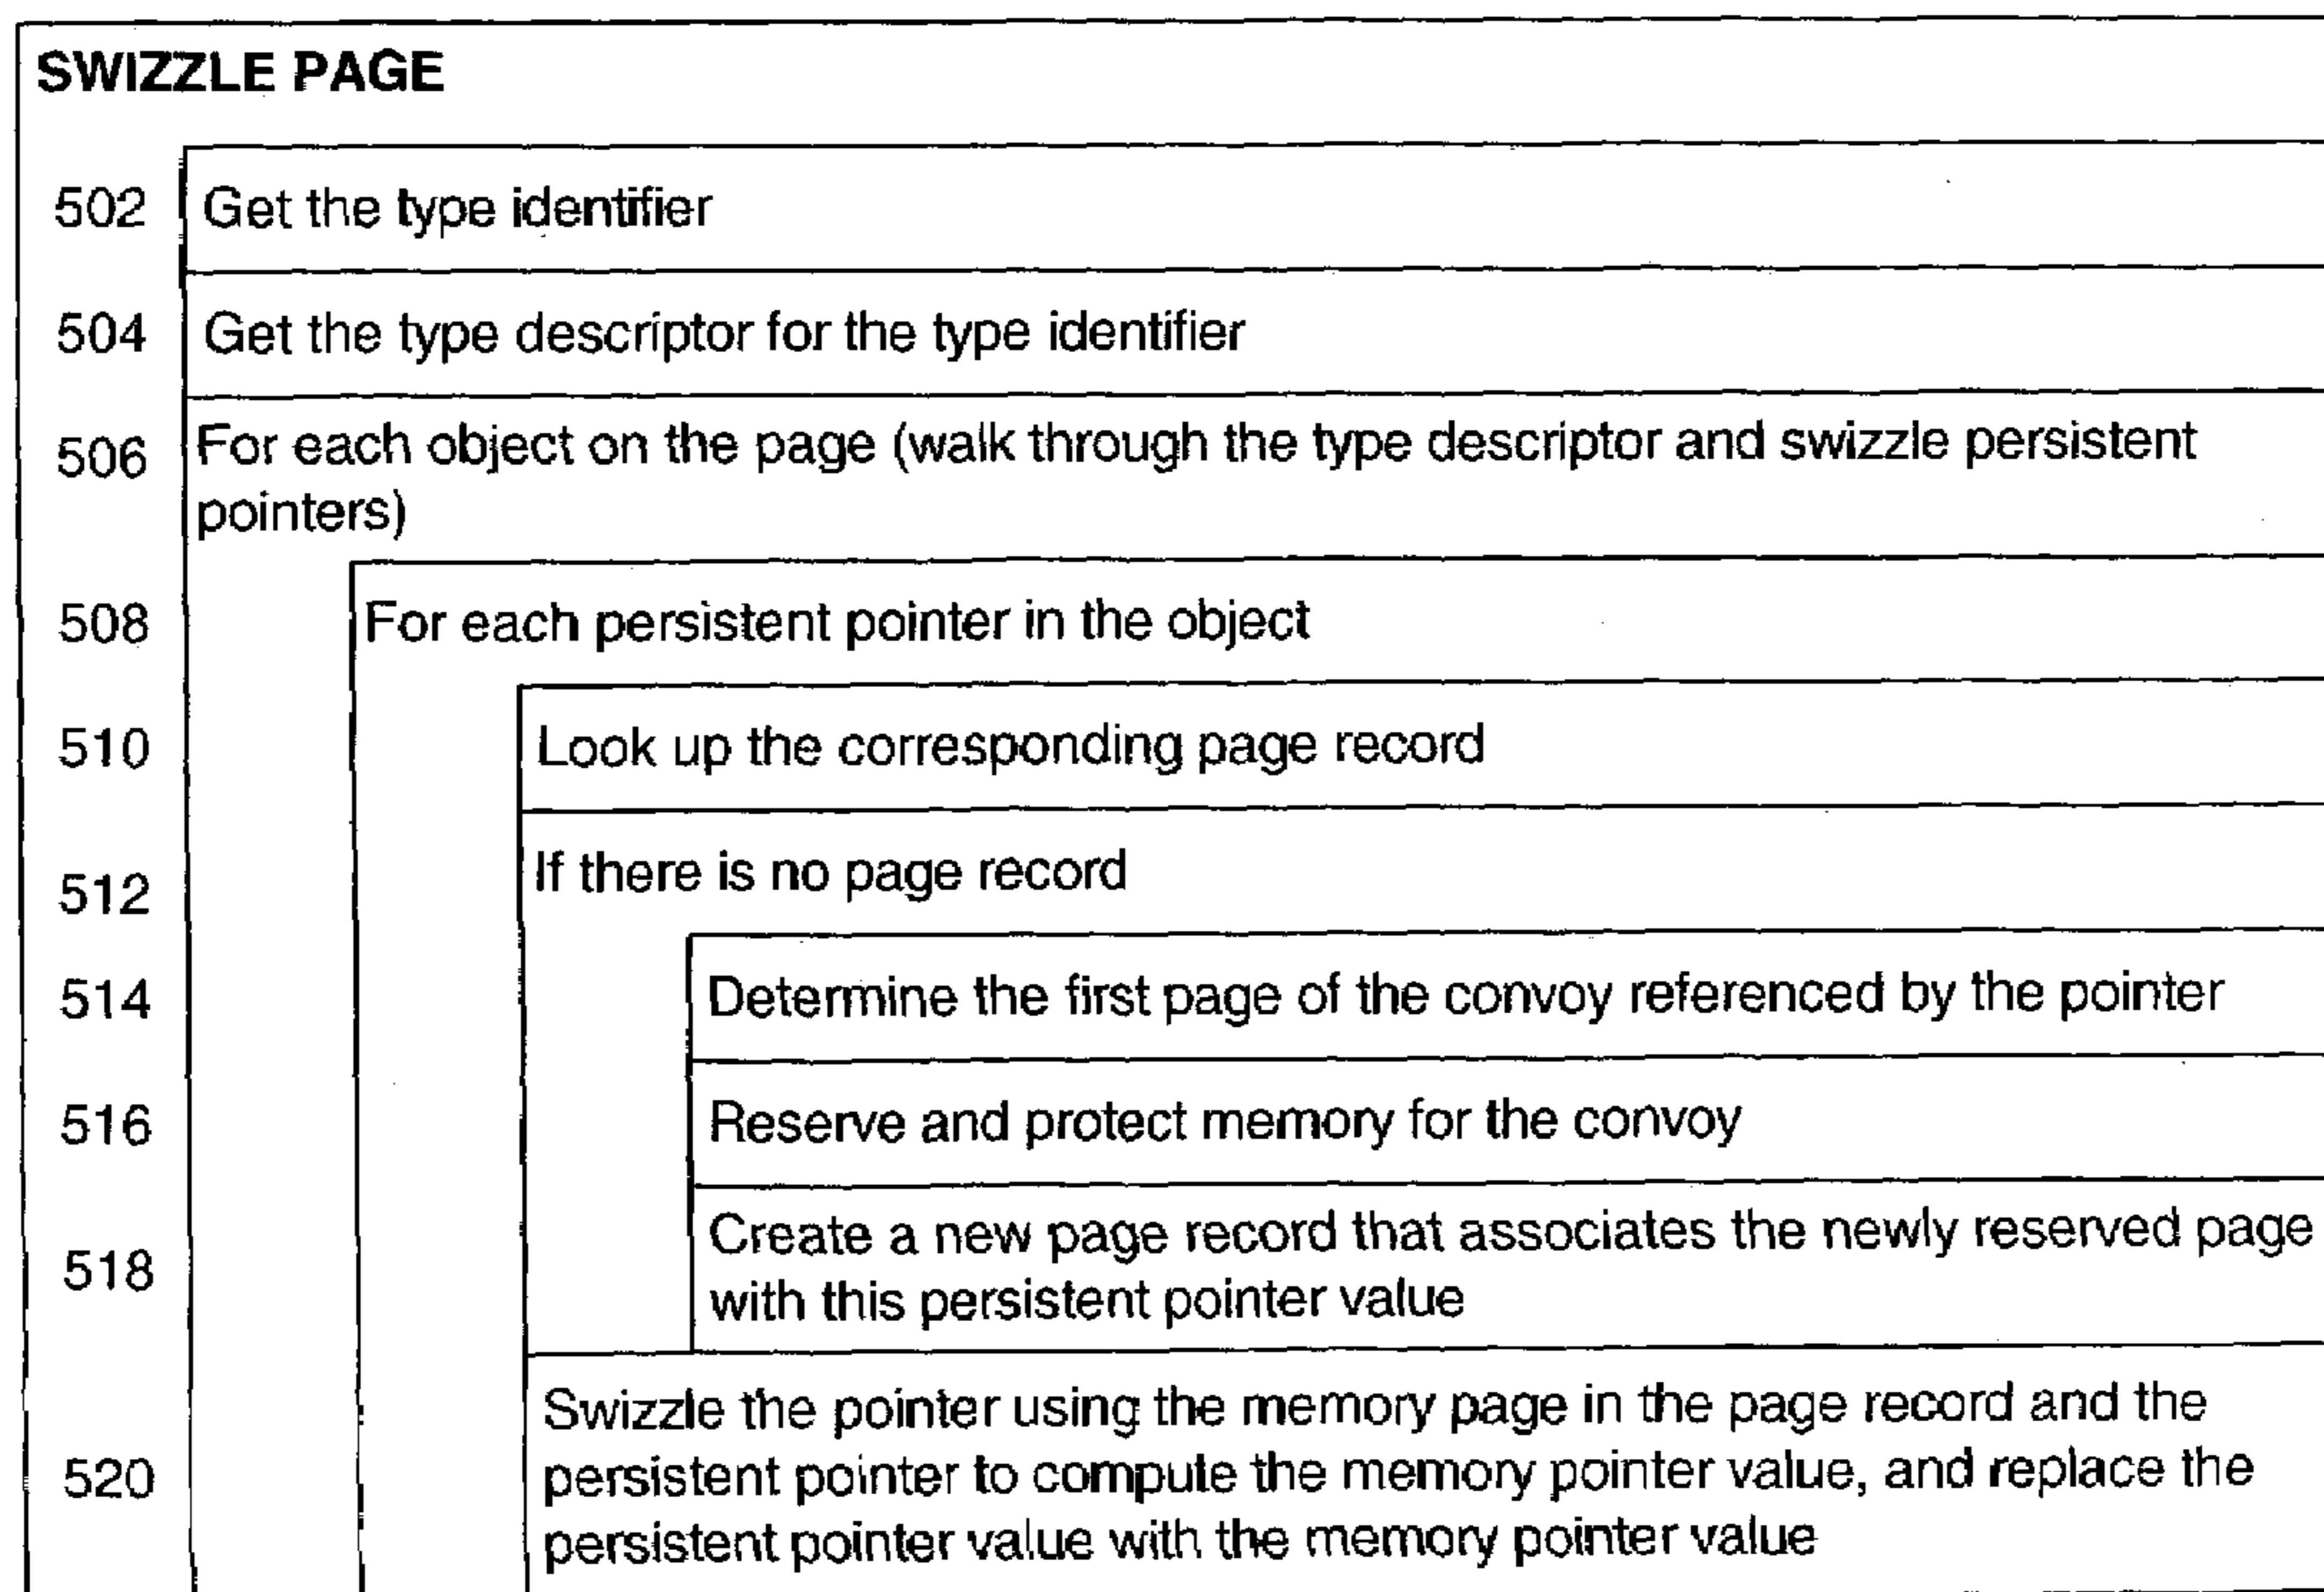 SWIZZLE PAGE
502 Get the type identifier
504 Get the type descriptor for the type identifier
506 For each object on the page (walk through the type descriptor and swizzle persistent
pointers)
508 For each persistent pointer in the object
510 Look up the corresponding page record
512 If there is no page record
514 Determine the first page of the convoy referenced by the pointer
516 Reserve and protect memory for the convoy
518 Create a new page record that associates the newly reserved page
with this persistent pointer value
Swizzle the pointer using the memory page in the page record and the
520 persistent pointer to compute the memory pointer value, and replace the
persistent pointer value with the memory pointer value